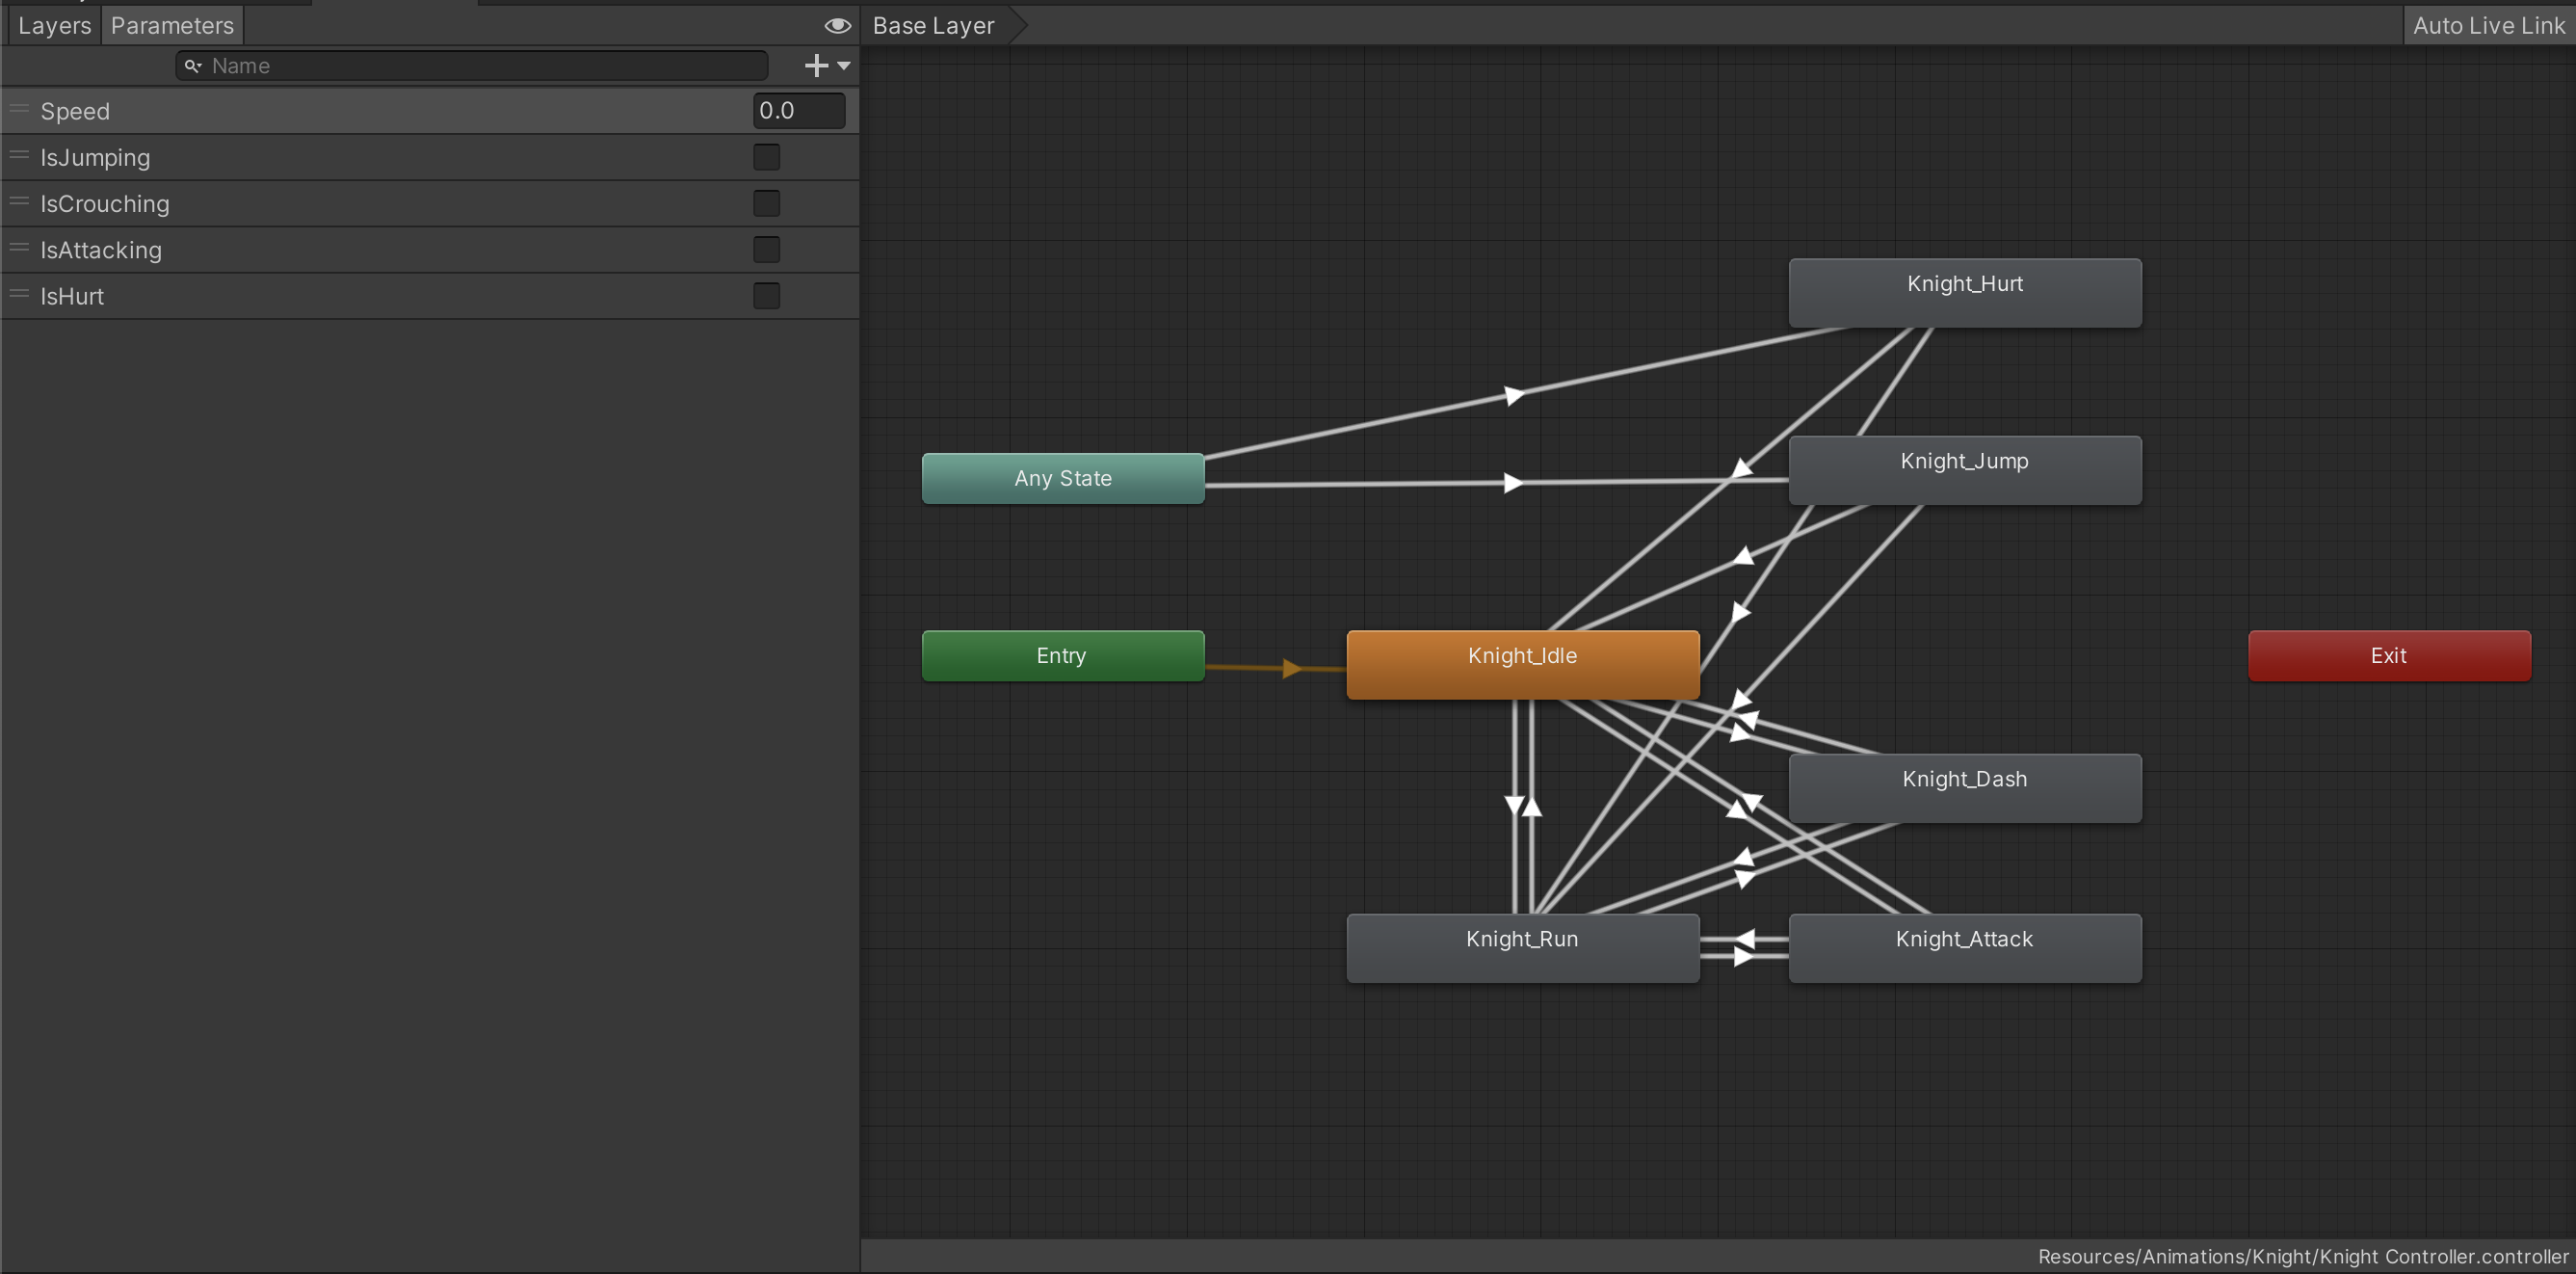 Layers Parameters
Base Layer
Auto Live Link
Name
Speed 0.0
IsJumping
IsCrouching
IsAttacking
IsHurt
Knight_Hurt
Any State
Knight_Jump
Entry
Knight_Idle
Exit
Knight_Dash
Knight_Run
Knight_Attack
Resources/Animations/Knight/Knight Controller.controller